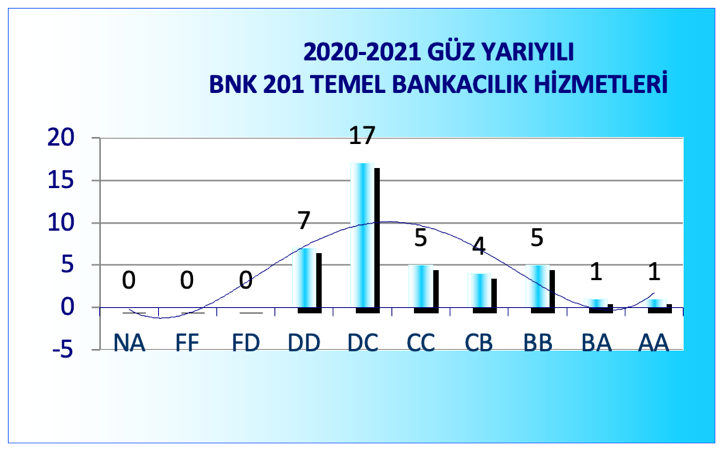 2020-2021 GÜZ YARIYILI
BNK 201 TEMEL BANKACILIK HİZMETLERİ
20
15
10
5
0
-5
0 0 0 7 17 5 4 5 1 1
NA FF FD DD DC CC CB BB BA AA